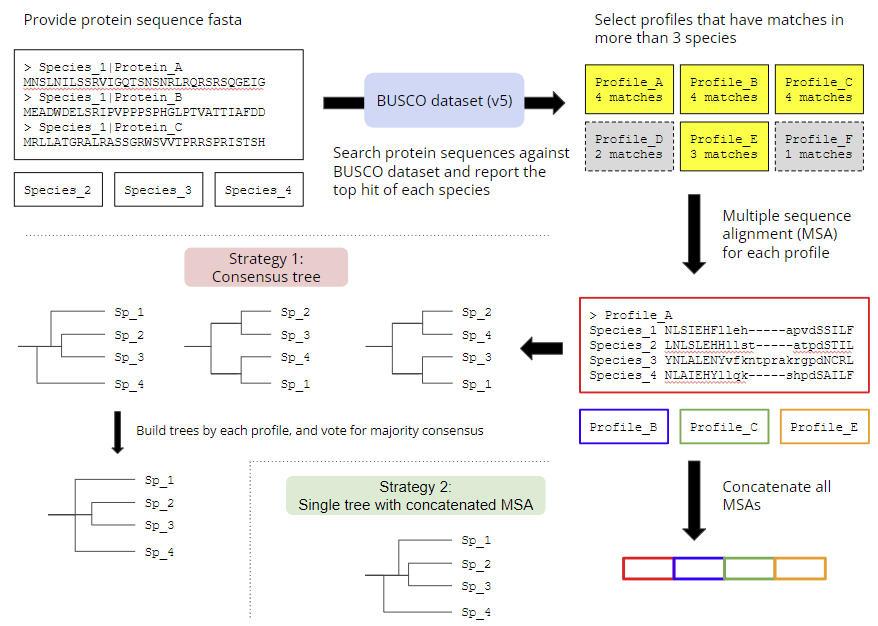 Provide protein sequence fasta
> Species_1|Protein_A
MNSLNILSSRVIGQTSNSNRLRQRSRSQGEIG
> Species_1|Protein_B
MEADWDELSRIPVPPPSPHGLPTVATTIAFDD
> Species_1|Protein_C
MRLLATGRALRASSGRWSVVTPRRSPRISTSH
Species_2
Species_3
Species_4
BUSCO dataset (v5)
Search protein sequences against
BUSCO dataset and report the
top hit of each species
Select profiles that have matches in
more than 3 species
Profile_A
4 matches
Profile_B
4 matches
Profile_C
4 matches
Profile_D
2 matches
Profile_E
3 matches
Profile_F
1 matches
Multiple sequence
alignment (MSA)
for each profile
> Profile_A
Species_1 NLSIEHFlleh-----apvdSSILF
Species_2 LNLSLEHHllst-----atpdSTIL
Species_3 YNLALENYvfkntprakrgpdNCRL
Species_4 NLAIEHYllgk-----shpdSAILF
Profile_B
Profile_C
Profile_E
Concatenate all
MSAs
Strategy 1:
Consensus tree
Sp_1
Sp_2
Sp_3
Sp_4
Sp_2
Sp_3
Sp_4
Sp_1
Sp_2
Sp_4
Sp_3
Sp_1
Build trees by each profile, and vote for majority consensus
Sp_1
Sp_2
Sp_3
Sp_4
Strategy 2:
Single tree with concatenated MSA
Sp_1
Sp_2
Sp_3
Sp_4